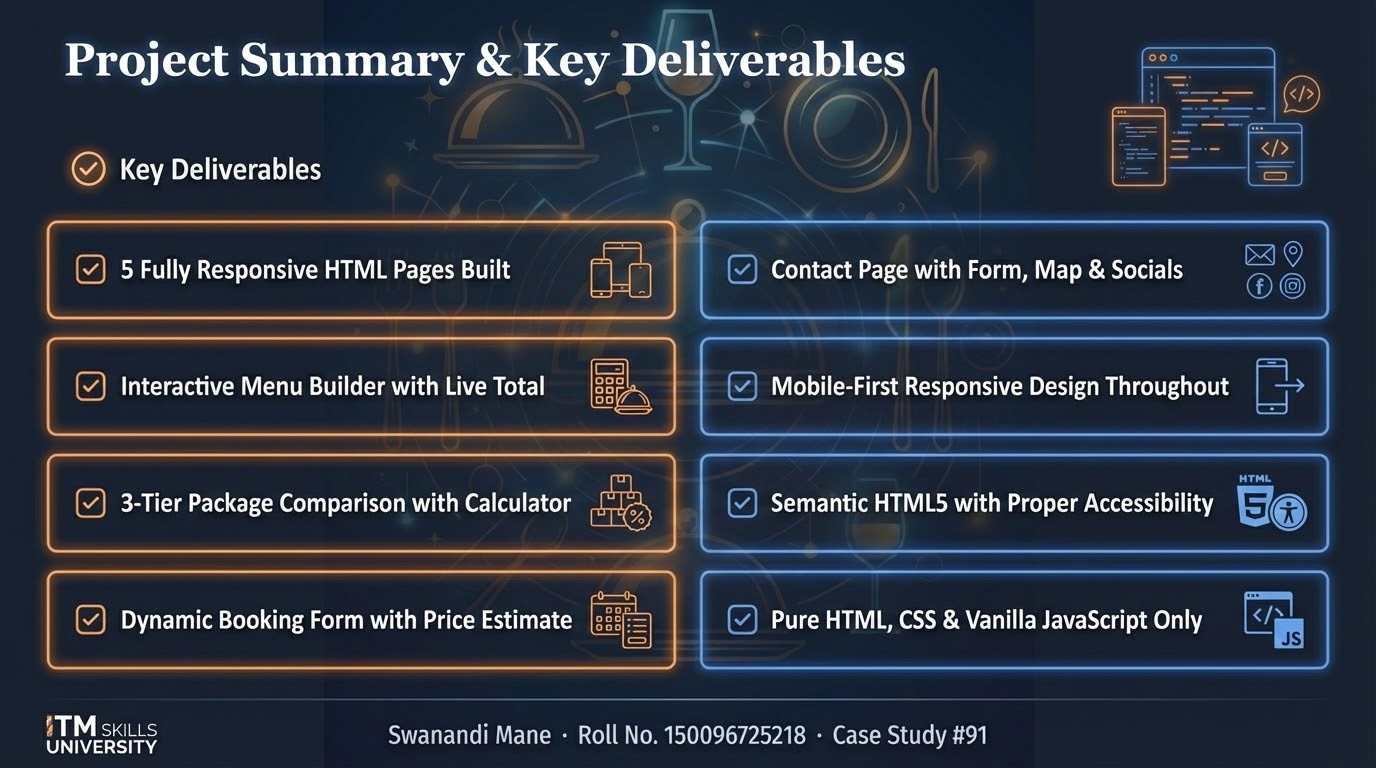 Project Summary & Key Deliverables
Key Deliverables
5 Fully Responsive HTML Pages Built
Contact Page with Form, Map & Socials
Interactive Menu Builder with Live Total
Mobile-First Responsive Design Throughout
3-Tier Package Comparison with Calculator
Semantic HTML5 with Proper Accessibility
HTML
5
Dynamic Booking Form with Price Estimate
Pure HTML, CSS & Vanilla JavaScript Only
</>
JS
</>
</>
ITM SKILLS
UNIVERSITY
Swanandi Mane · Roll No. 150096725218 · Case Study #91